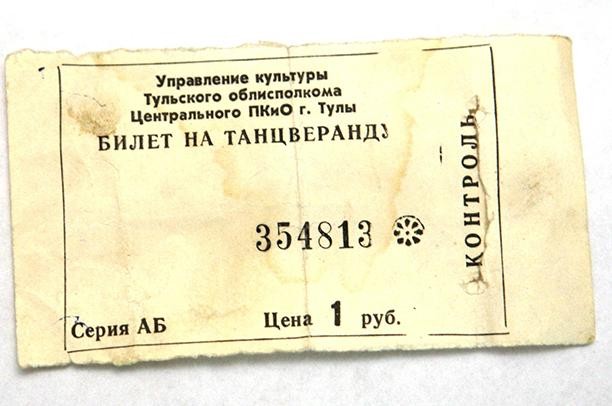 Управление культуры
Тульского облисполкома
Центрального ПКиО г. Тулы
БИЛЕТ НА ТАНЦВЕРАНДУ
354813
Серия АБ
Цена 1 руб.
КОНТРОЛЬ